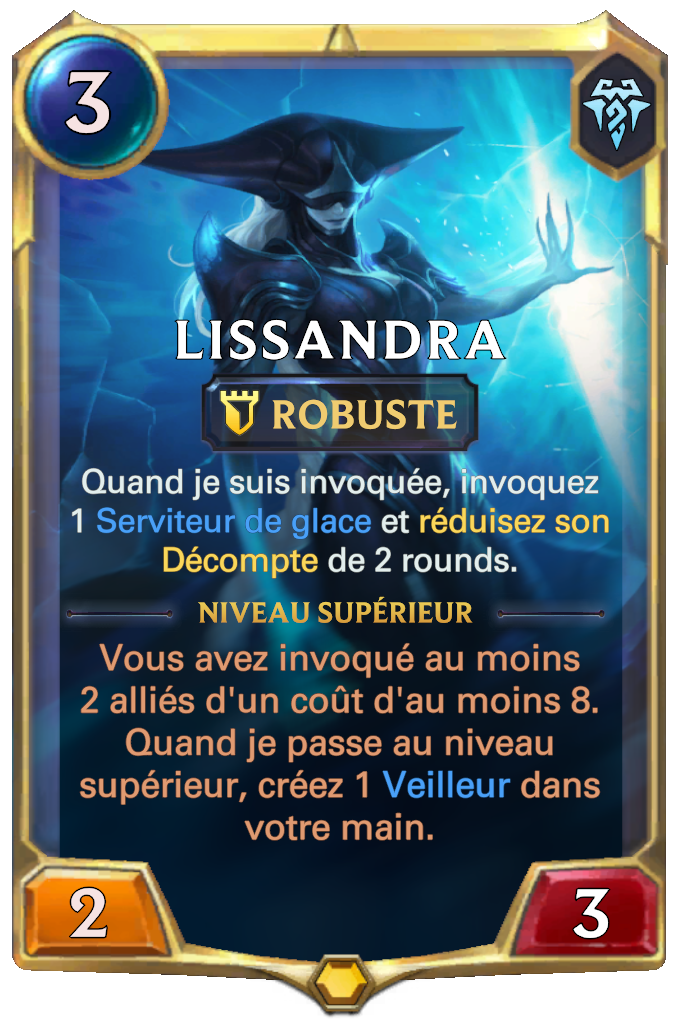 3
LISSANDRA
ROBUSTE
Quand je suis invoquée, invoquez
1 Serviteur de glace et réduisez son
Décompte de 2 rounds.
NIVEAU SUPÉRIEUR
Vous avez invoqué au moins
2 alliés d'un coût d'au moins 8.
Quand je passe au niveau
supérieur, créez 1 Veilleur dans
votre main.
2
3